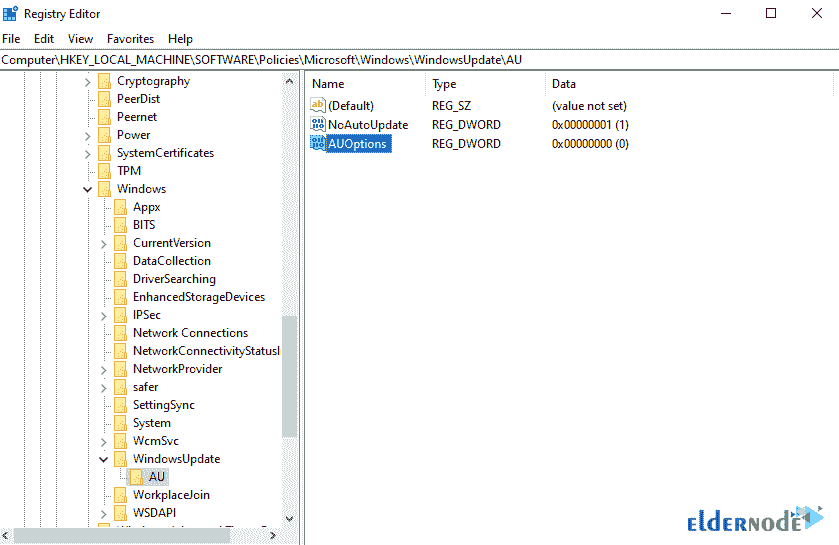 Registry Editor
File Edit View Favorites Help
Computer\HKEY_LOCAL_MACHINE\SOFTWARE\Policies\Microsoft\Windows\WindowsUpdate\AU
Cryptography
PeerDist
Peernet
Power
SystemCertificates
TPM
Windows
Appx
BITS
CurrentVersion
DataCollection
DriverSearching
EnhancedStorageDevices
IPSec
Network Connections
NetworkConnectivityStatusI
NetworkProvider
safer
SettingSync
System
WcmSvc
WindowsUpdate
AU
WorkplaceJoin
WSDAPI
Name Type Data
(Default) REG_SZ (value not set)
NoAutoUpdate REG_DWORD 0x00000001 (1)
AUOptions REG_DWORD 0x00000000 (0)
elderNode